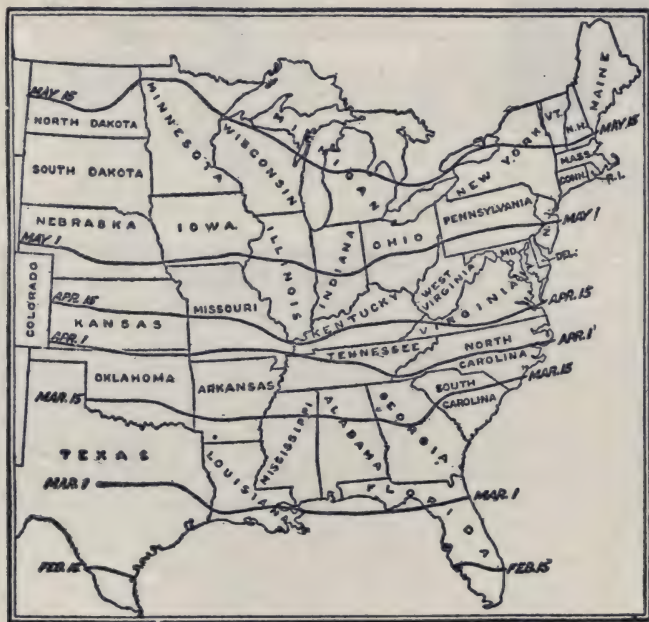 MAINE
MAY 15
VT.
N.H.
NORTH DAKOTA
MINNESOTA
MAY 15
WISCONSIN
MICHIGAN
NEW YORK
MASS.
CONN.
R.I.
SOUTH DAKOTA
PENNSYLVANIA
NEBRASKA
IOWA
MAY 1
N.J.
MAY 1
ILLINOIS
INDIANA
OHIO
MD.
DEL.
COLORADO
WEST VIRGINIA
APR. 15
MISSOURI
KENTUCKY
VIRGINIA
APR. 15
KANSAS
APR. 1
TENNESSEE
NORTH CAROLINA
APR. 1
OKLAHOMA
ARKANSAS
MAR. 15
SOUTH CAROLINA
MAR. 15
MISSISSIPPI
ALABAMA
GEORGIA
TEXAS
LOUISIANA
MAR. 1
FLORIDA
MAR. 1
FEB. 15
FEB. 15